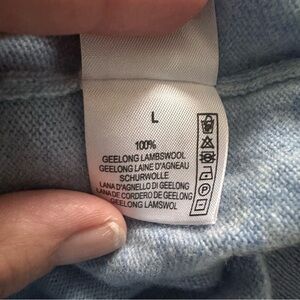 L
100%
GEELONG LAMBSWOOL
GEELONG LAINE D'AGNEAU
SCHURWOLLE
LANA D'AGNELLO DI GEELONG
LANA DE CORDERO DE GEELONG
GEELONG LAMSWOL
P